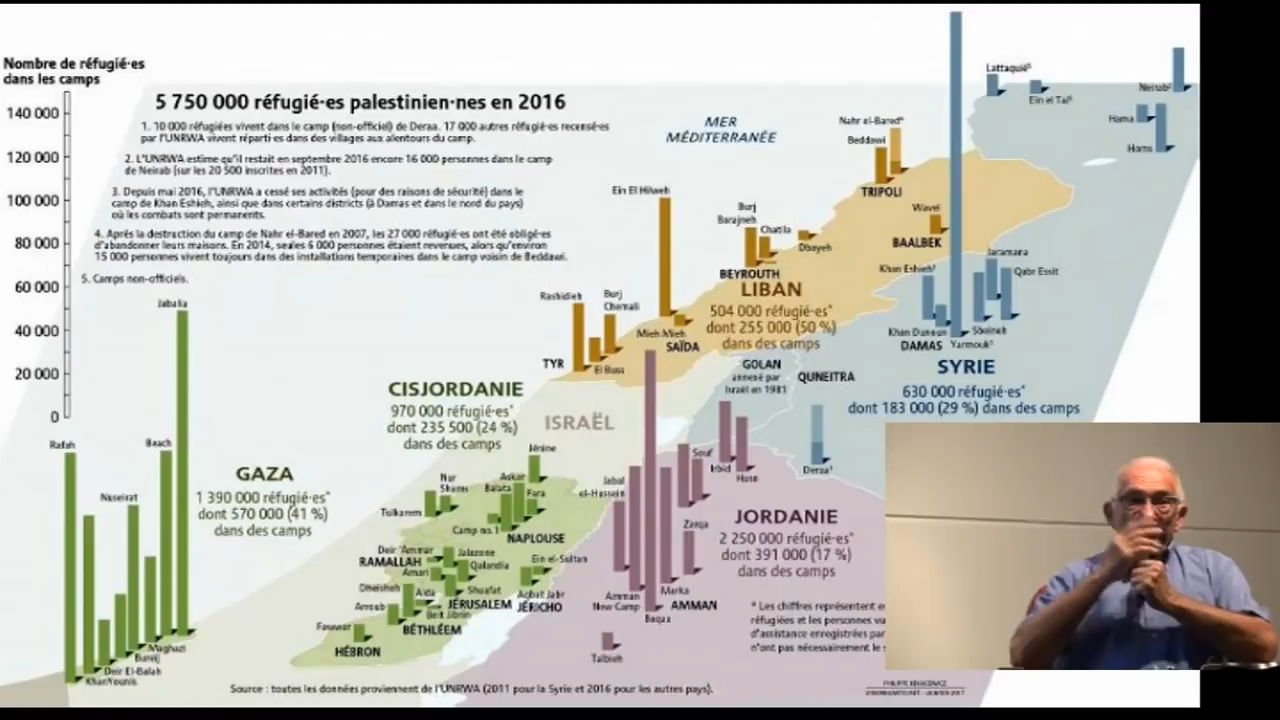 Nombre de réfugié·es
dans les camps
140 000
120 000
100 000
80 000
60 000
40 000
20 000
0
5 750 000 réfugié·es palestinien·nes en 2016
1. 10 000 réfugiées vivent dans le camp (non-officiel) de Deraa. 17 000 autres réfugié·es recensé·es
par l'UNRWA vivent réparti·es dans des villages aux alentours du camp.
2. L'UNRWA estime qu'il restait en septembre 2016 encore 16 000 personnes dans le camp
de Neirab (sur les 20 500 inscrites en 2011).
3. Depuis mai 2016, l'UNRWA a cessé ses activités (pour des raisons de sécurité) dans le
camp de Khan Eshieh, ainsi que dans certains districts (à Damas et dans le nord du pays)
où les combats sont permanents.
4. Après la destruction du camp de Nahr el-Bared en 2007, les 27 000 réfugié·es ont été obligé·es
d'abandonner leurs maisons. En 2014, seules 6 000 personnes étaient revenues, alors qu'environ
15 000 personnes vivent toujours dans des installations temporaires dans le camp voisin de Beddawi.
5. Camps non-officiels.
MER
MÉDITERRANÉE
Lattaquié⁵
Ein el Tal⁵
Neirab²
Hama
Homs
Nahr el-Bared⁴
Beddawi
TRIPOLI
Wavel
BAALBEK
Ein El Hilweh
Burj
Barajneh
Chatila
Dbayeh
BEYROUTH
LIBAN
504 000 réfugié·es*
dont 255 000 (50 %)
dans des camps
Rashidieh
Burj
Chemali
El Buss
TYR
Mieh Mieh
SAÏDA
Khan Eshieh³
Jaramana
Qabr Essit
Khan Danoun
Sbeineh
DAMAS
Yarmouk⁵
SYRIE
630 000 réfugié·es*
dont 183 000 (29 %) dans des camps
GOLAN
annexé par
Israël en 1981
QUNEITRA
Deraa¹
CISJORDANIE
970 000 réfugié·es*
dont 235 500 (24 %)
dans des camps
ISRAËL
Jabalia
Rafah
Beach
Nuseirat
Maghazi
Bureij
Deir El-Balah
Khan Younis
GAZA
1 390 000 réfugié·es*
dont 570 000 (41 %)
dans des camps
Jénine
Nur
Shams
Tulkarem
Askar
Balata
Fara
Camp no. 1
NAPLOUSE
Deir 'Ammar
RAMALLAH
Jalazone
Amari
Qalandia
Ein el-Sultan
Aqbat Jabr
JÉRICHO
Dheisheh
Aida
Shuafat
JÉRUSALEM
Arroub
Beit Jibrin
BÉTHLÉEM
Fawwar
HÉBRON
Jabal
el-Hussein
Souf
Irbid
Husn
Zarqa
Amman
New Camp
Marka
AMMAN
Baqaa
Talbieh
JORDANIE
2 250 000 réfugié·es*
dont 391 000 (17 %)
dans des camps
* Les chiffres représentent
réfugiées et les personnes
d'assistance enregistrées par
n'ont pas nécessairement le
Source : toutes les données proviennent de l'UNRWA (2011 pour la Syrie et 2016 pour les autres pays).
PHILIPPE REKACEWICZ